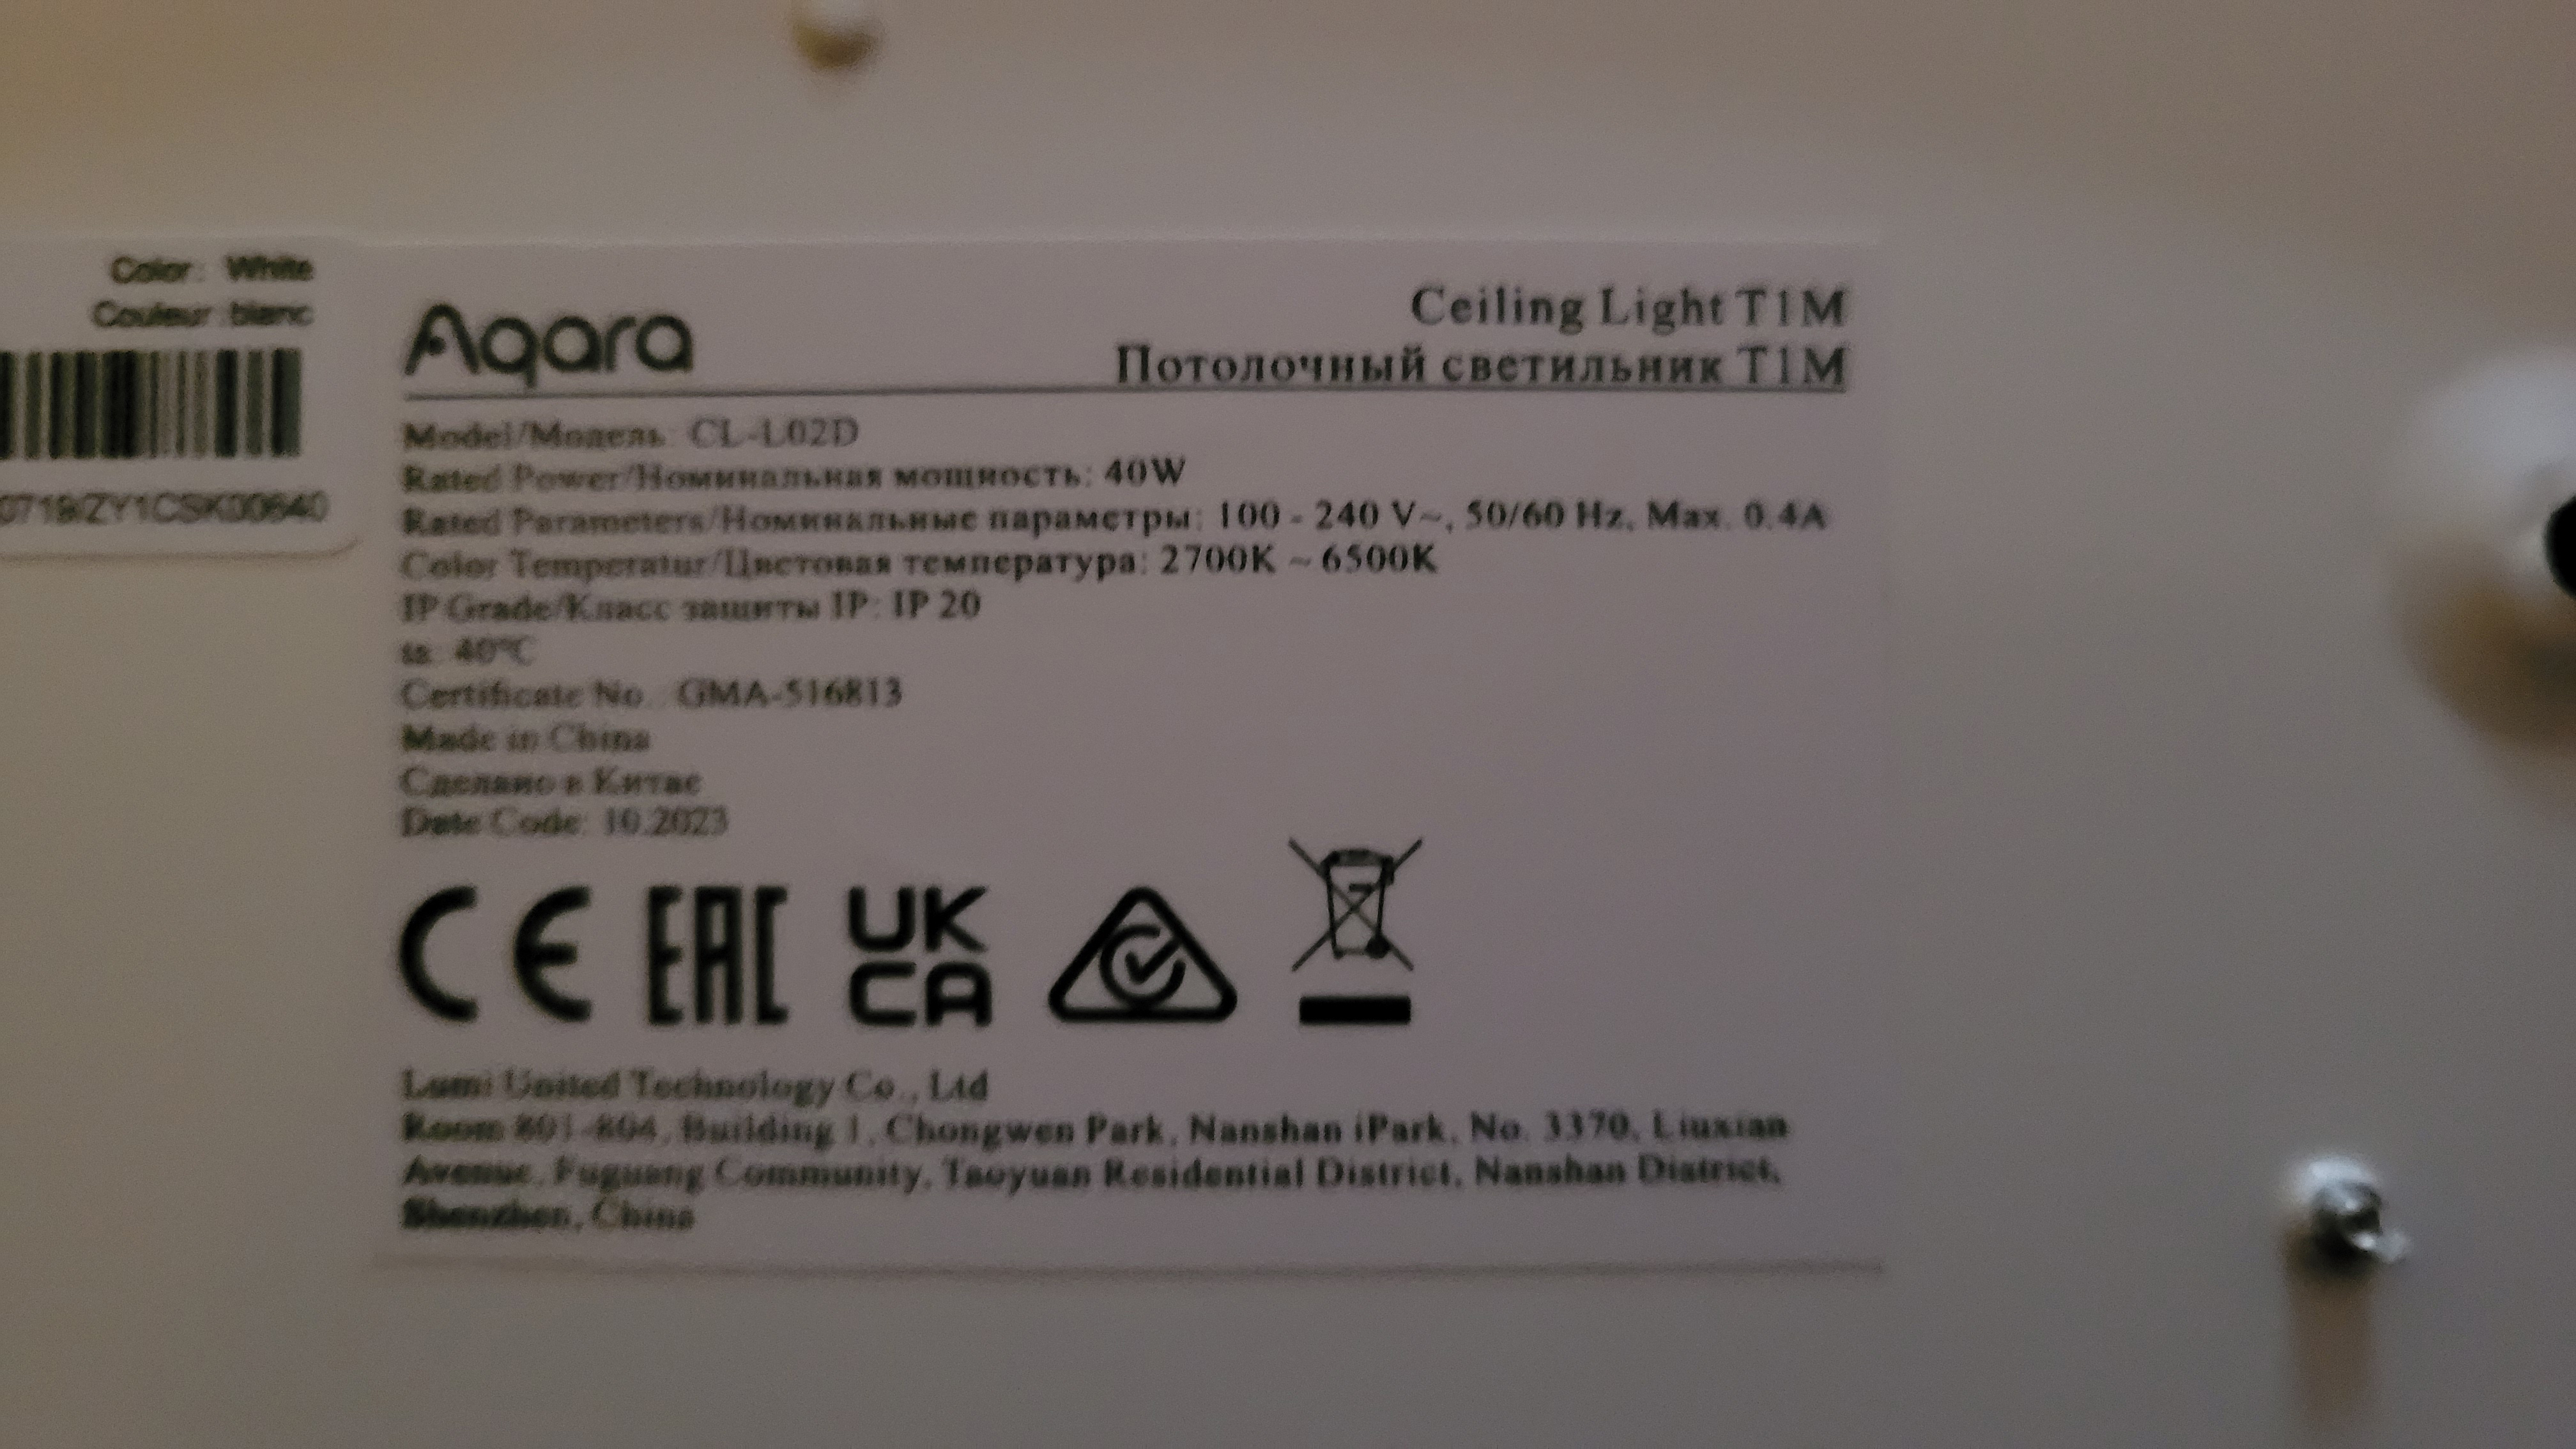 Color: White
Couleur:blanc
0719/ZY1CSK00640
Aqara
Ceiling Light T1M
Потолочный светильник T1M
Model/Модель: CL-L02D
Rated Power/Номинальная мощность: 40W
Rated Parameters/Номинальные параметры: 100 - 240 V~, 50/60 Hz, Max. 0.4A
Color Temperatur/Цветовая температура: 2700K ~ 6500K
IP Grade/Класс защиты IP: IP 20
ta: 40°C
Certificate No.: GMA-516813
Made in China
Сделано в Китае
Date Code: 10.2023
CE EAC UK
CA
Lumi United Technology Co., Ltd
Room 801-804, Building 1, Chongwen Park, Nanshan iPark, No. 3370, Liuxian
Avenue, Fuguang Community, Taoyuan Residential District, Nanshan District,
Shenzhen, China